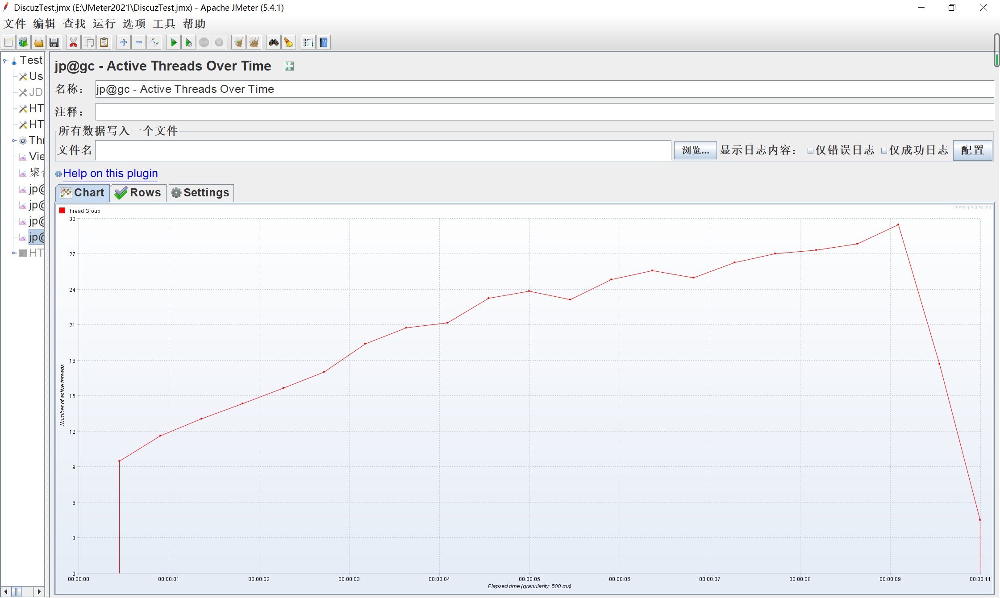 DiscuzTest.jmx (E:\JMeter2021\DiscuzTest.jmx) - Apache JMeter (5.4.1)
文件 编辑 查找 运行 选项 工具 帮助
Test
Use
JD
HT
HT
Thr
Vie
聚合
jp@
jp@
jp@
jp@
HT
jp@gc - Active Threads Over Time
名称： jp@gc - Active Threads Over Time
注释：
所有数据写入一个文件
文件名 浏览... 显示日志内容： 仅错误日志 仅成功日志 配置
Help on this plugin
Chart Rows Settings
Thread Group
jmeter-plugins.org
30
27
24
21
18
15
12
9
6
3
0
Number of active threads
00:00:00 00:00:01 00:00:02 00:00:03 00:00:04 00:00:05 00:00:06 00:00:07 00:00:08 00:00:09 00:00:11
Elapsed time (granularity: 500 ms)